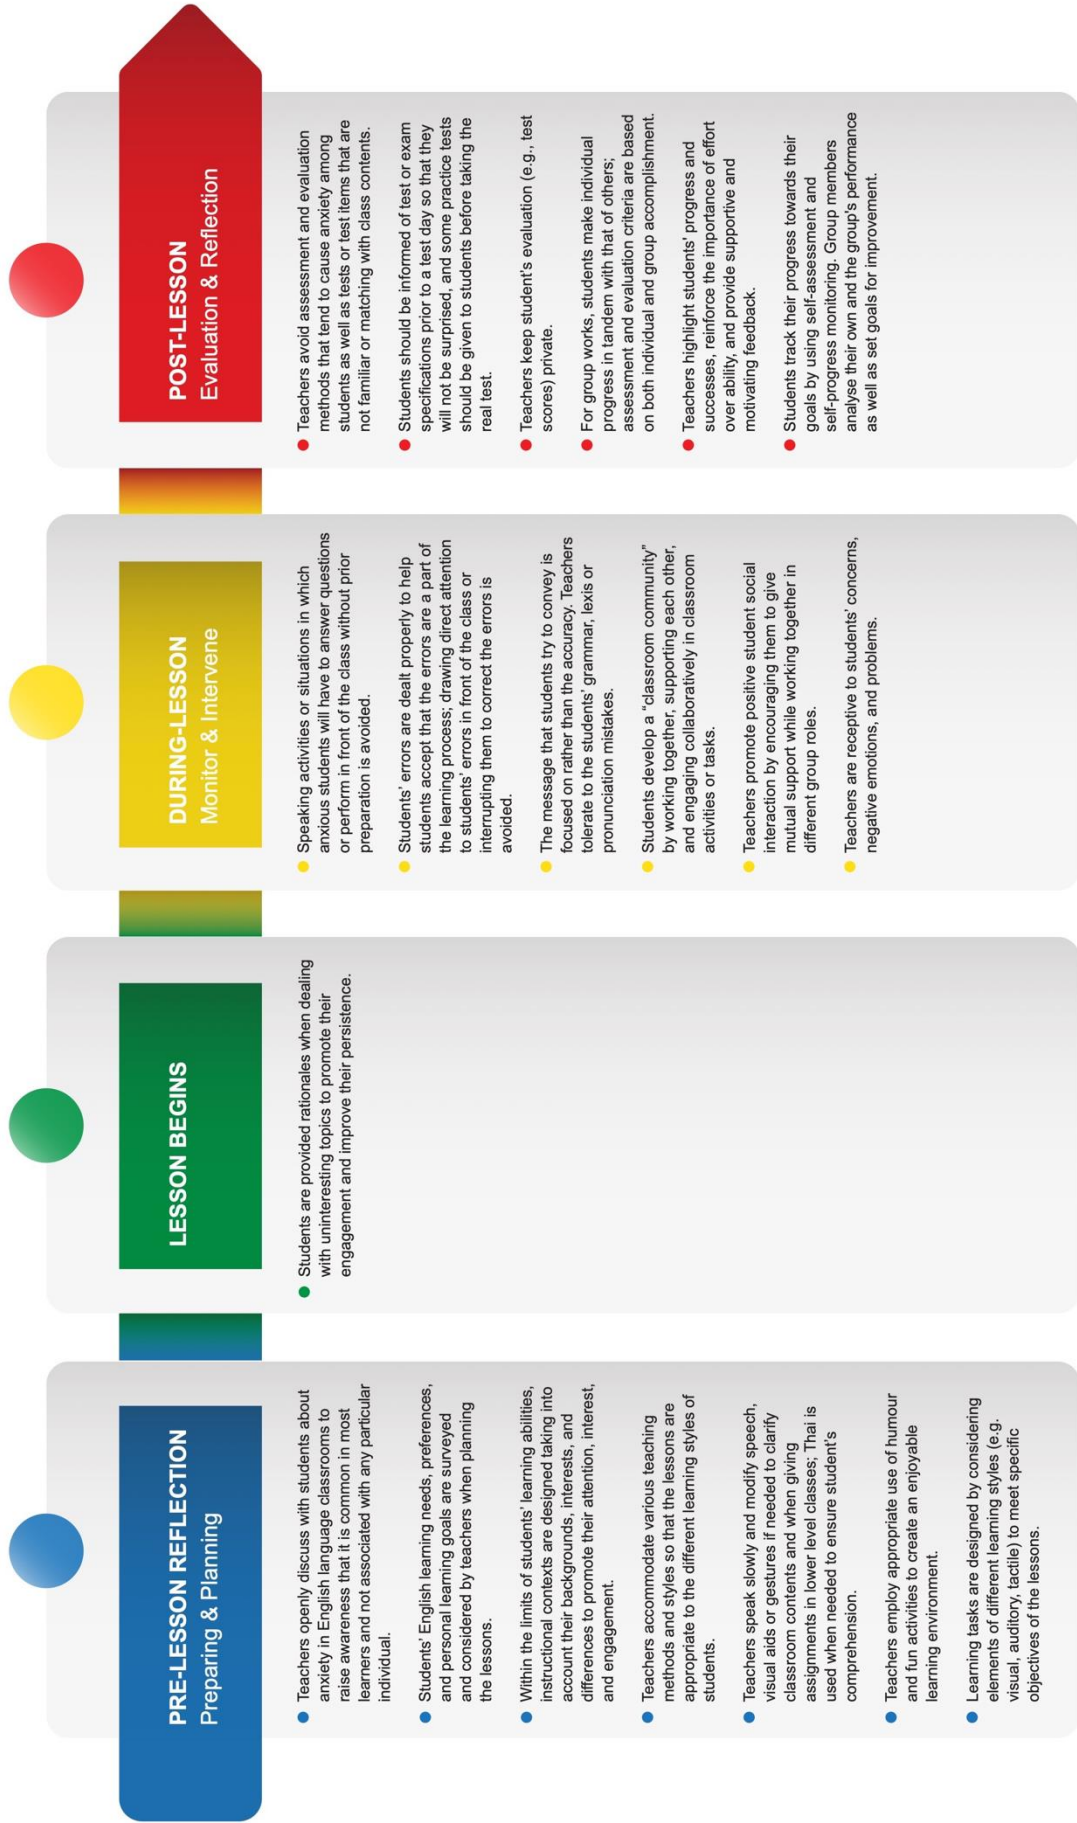 PRE-LESSON REFLECTION
Preparing & Planning
Teachers openly discuss with students about
anxiety in English language classrooms to
raise awareness that it is common in most
learners and not associated with any particular
individual.
Students' English learning needs, preferences,
and personal learning goals are surveyed
and considered by teachers when planning
the lessons.
Within the limits of students' learning abilities,
instructional contexts are designed taking into
account their backgrounds, interests, and
differences to promote their attention, interest,
and engagement.
Teachers accommodate various teaching
methods and styles so that the lessons are
appropriate to the different learning styles of
students.
Teachers speak slowly and modify speech,
visual aids or gestures if needed to clarify
classroom contents and when giving
assignments in lower level classes; Thai is
used when needed to ensure student's
comprehension.
Teachers employ appropriate use of humour
and fun activities to create an enjoyable
learning environment.
Learning tasks are designed by considering
elements of different learning styles (e.g.
visual, auditory, tactile) to meet specific
objectives of the lessons.
LESSON BEGINS
Students are provided rationales when dealing
with uninteresting topics to promote their
engagement and improve their persistence.
DURING-LESSON
Monitor & Intervene
Speaking activities or situations in which
anxious students will have to answer questions
or perform in front of the class without prior
preparation is avoided.
Students' errors are dealt properly to help
students accept that the errors are a part of
the learning process; drawing direct attention
to students' errors in front of the class or
interrupting them to correct the errors is
avoided.
The message that students try to convey is
focused on rather than the accuracy. Teachers
tolerate to the students' grammar, lexis or
pronunciation mistakes.
Students develop a "classroom community"
by working together, supporting each other,
and engaging collaboratively in classroom
activities or tasks.
Teachers promote positive student social
interaction by encouraging them to give
mutual support while working together in
different group roles.
Teachers are receptive to students' concerns,
negative emotions, and problems.
POST-LESSON
Evaluation & Reflection
Teachers avoid assessment and evaluation
methods that tend to cause anxiety among
students as well as tests or test items that are
not familiar or matching with class contents.
Students should be informed of test or exam
specifications prior to a test day so that they
will not be surprised, and some practice tests
should be given to students before taking the
real test.
Teachers keep student's evaluation (e.g., test
scores) private.
For group works, students make individual
progress in tandem with that of others;
assessment and evaluation criteria are based
on both individual and group accomplishment.
Teachers highlight students' progress and
successes, reinforce the importance of effort
over ability, and provide supportive and
motivating feedback.
Students track their progress towards their
goals by using self-assessment and
self-progress monitoring. Group members
analyse their own and the group's performance
as well as set goals for improvement.